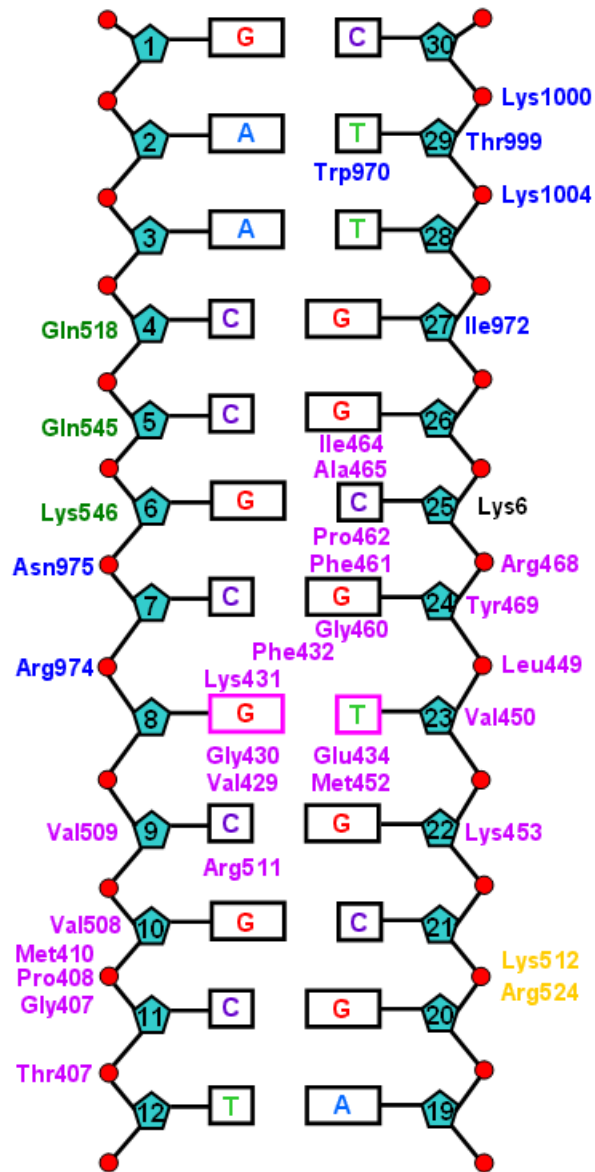 1 G C 30
Lys1000
2 A T 29 Thr999
Trp970
Lys1004
3 A T 28
Gln518 4 C G 27 Ile972
Gln545 5 C G 26
Ile464
Ala465
Lys546 6 G C 25 Lys6
Pro462
Asn975 Phe461 Arg468
7 C G 24 Tyr469
Gly460
Phe432
Arg974 Lys431 Leu449
8 G T 23 Val450
Gly430 Glu434
Val429 Met452
Val509 9 C G 22 Lys453
Arg511
Val508 10 G C 21
Met410 Lys512
Pro408 Arg524
Gly407 11 C G 20
Thr407
12 T A 19